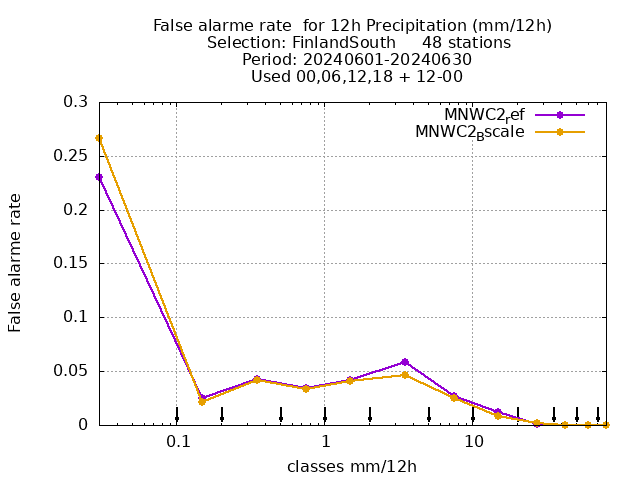 False alarme rate  for 12h Precipitation (mm/12h)
Selection: FinlandSouth     48 stations
Period: 20240601-20240630
Used 00,06,12,18 + 12-00
MNWC2ref
MNWC2Bscale
0.3
0.25
0.2
0.15
0.1
0.05
0
False alarme rate
0.1 1 10
classes mm/12h